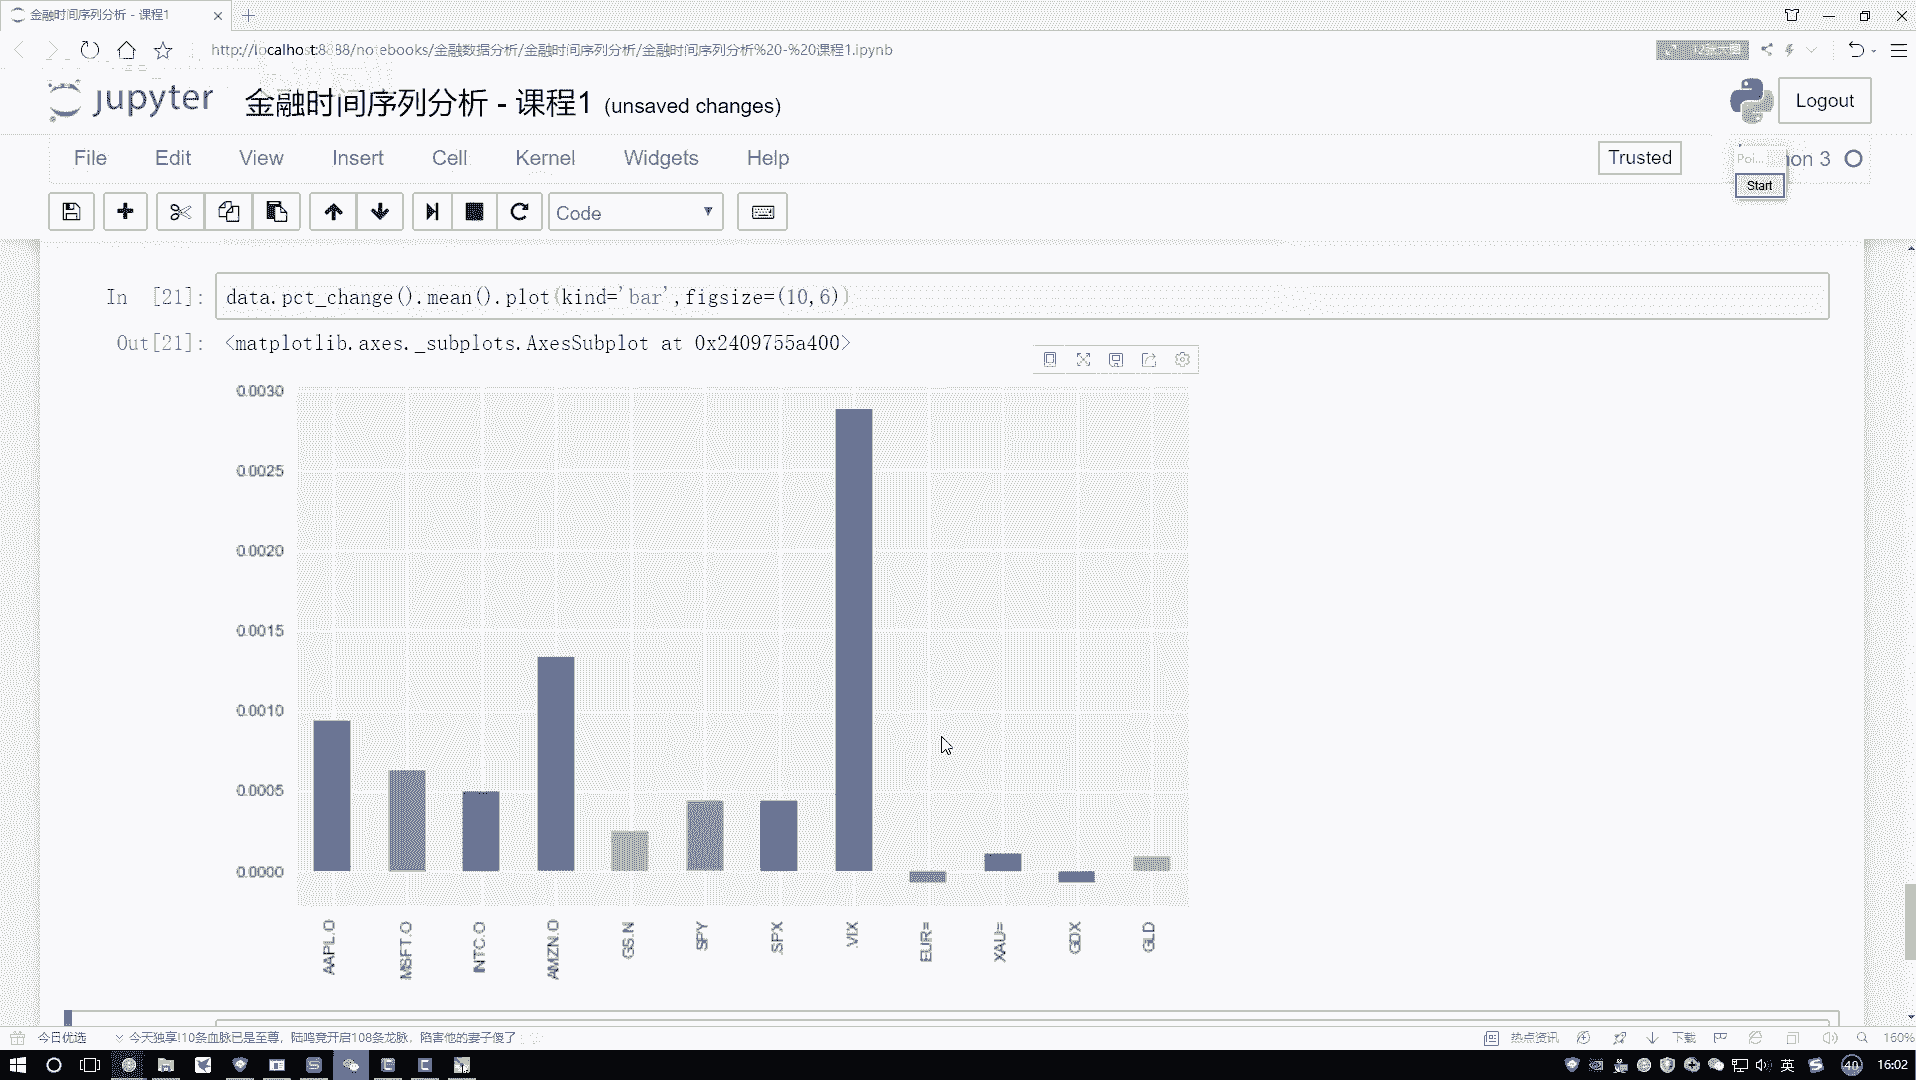 金融时间序列分析 - 课程1
http://localhost:8888/notebooks/金融数据分析/金融时间序列分析/金融时间序列分析%20-%20课程1.ipynb
jupyter 金融时间序列分析 - 课程1 (unsaved changes)
Logout
File Edit View Insert Cell Kernel Widgets Help
Trusted
Poi... on 3
Start
Code
In [21]: data.pct_change().mean().plot(kind='bar',figsize=(10,6))
Out[21]: <matplotlib.axes._subplots.AxesSubplot at 0x2409755a400>
0.0030
0.0025
0.0020
0.0015
0.0010
0.0005
0.0000
AAPL.O MSFT.O INTC.O AMZN.O GS.N SPY .SPX .VIX EUR= XAU= GDX GLD
今日优选 今天独享!10条血脉已是至尊，陆鸣竟开启108条龙脉，陷害他的妻子傻了
热点资讯 下载 160%
英 40 16:02